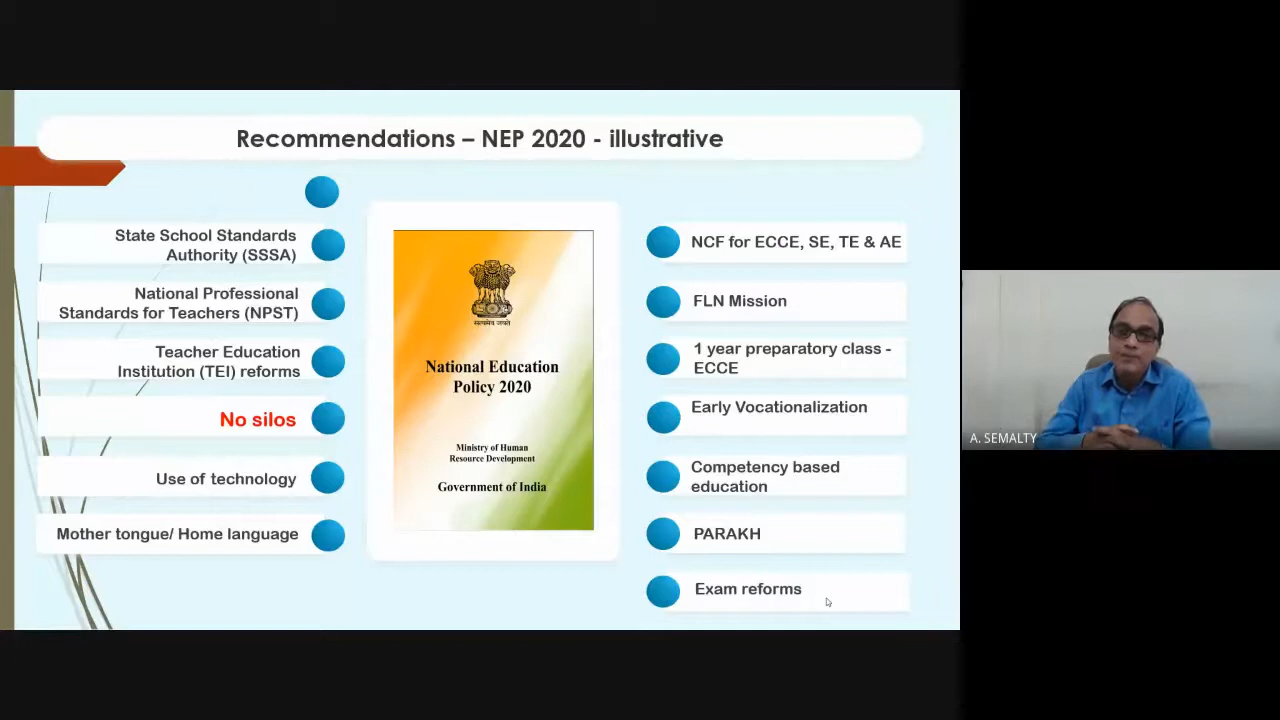 Recommendations – NEP 2020 - illustrative
State School Standards
Authority (SSSA)
National Professional
Standards for Teachers (NPST)
Teacher Education
Institution (TEI) reforms
No silos
Use of technology
Mother tongue/ Home language
सत्यमेव जयते
National Education
Policy 2020
Ministry of Human
Resource Development
Government of India
NCF for ECCE, SE, TE & AE
FLN Mission
1 year preparatory class -
ECCE
Early Vocationalization
Competency based
education
PARAKH
Exam reforms
A. SEMALTY